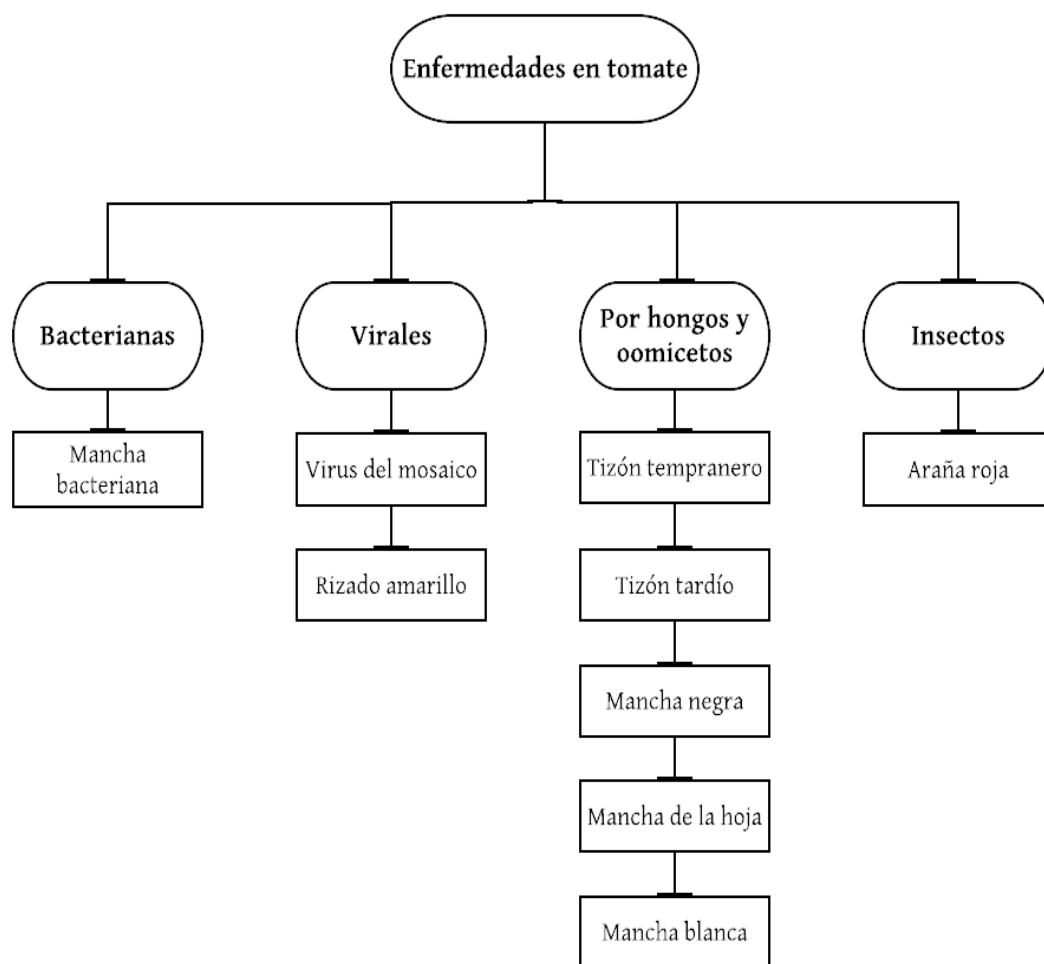 Enfermedades en tomate
Bacterianas
Virales
Por hongos y
oomicetos
Insectos
Mancha
bacteriana
Virus del mosaico
Tizón tempranero
Araña roja
Rizado amarillo
Tizón tardío
Mancha negra
Mancha de la hoja
Mancha blanca